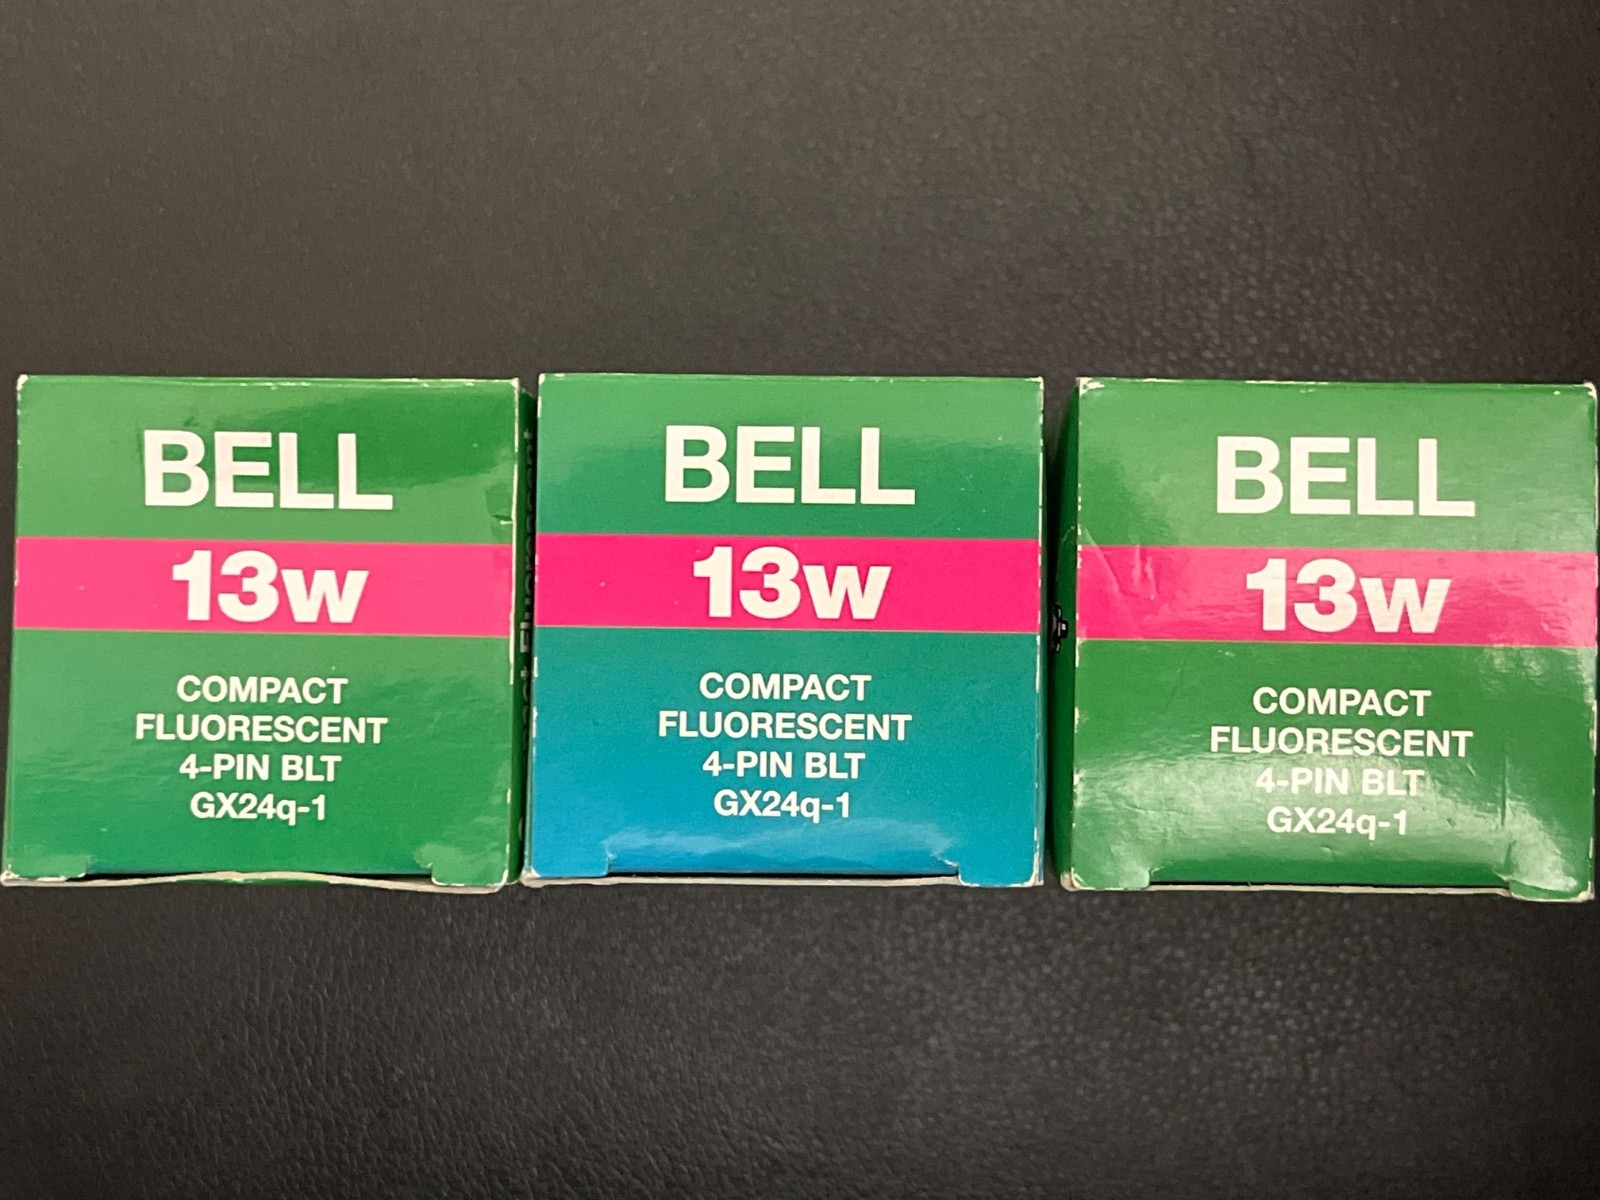 BELL
13w
COMPACT
FLUORESCENT
4-PIN BLT
GX24q-1
BELL
13w
COMPACT
FLUORESCENT
4-PIN BLT
GX24q-1
BELL
13w
COMPACT
FLUORESCENT
4-PIN BLT
GX24q-1